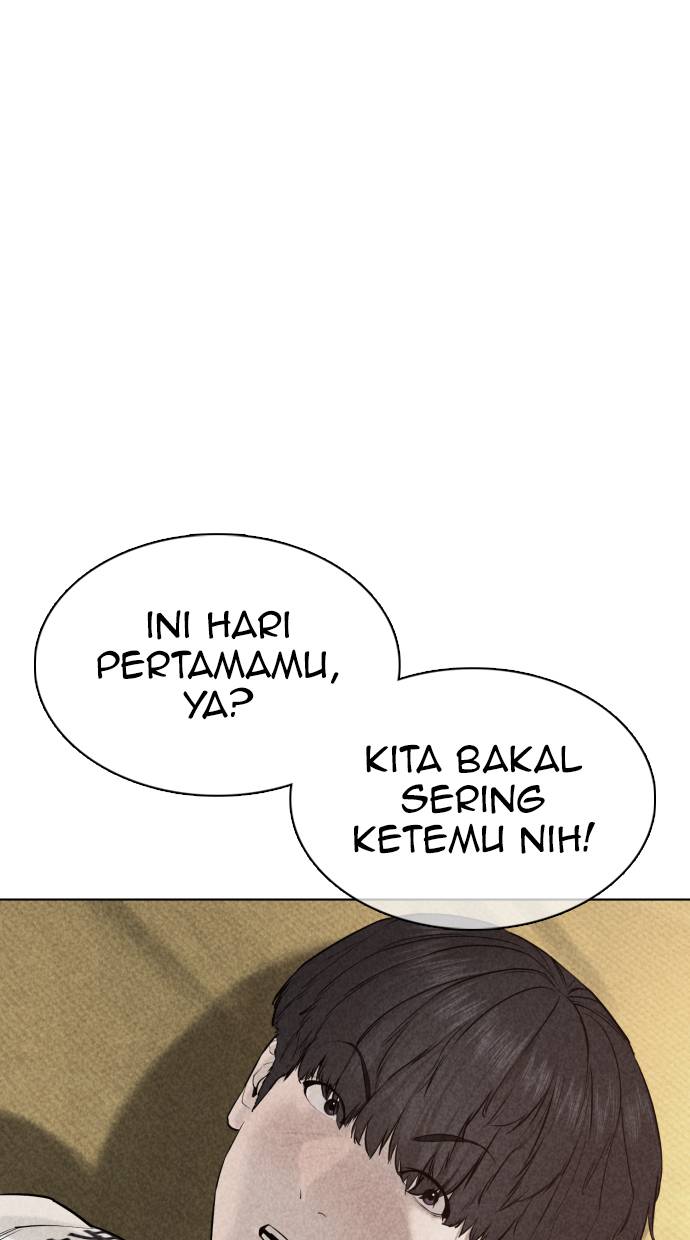 INI HARI
PERTAMAMU,
YA?
KITA BAKAL
SERING
KETEMU NIH!